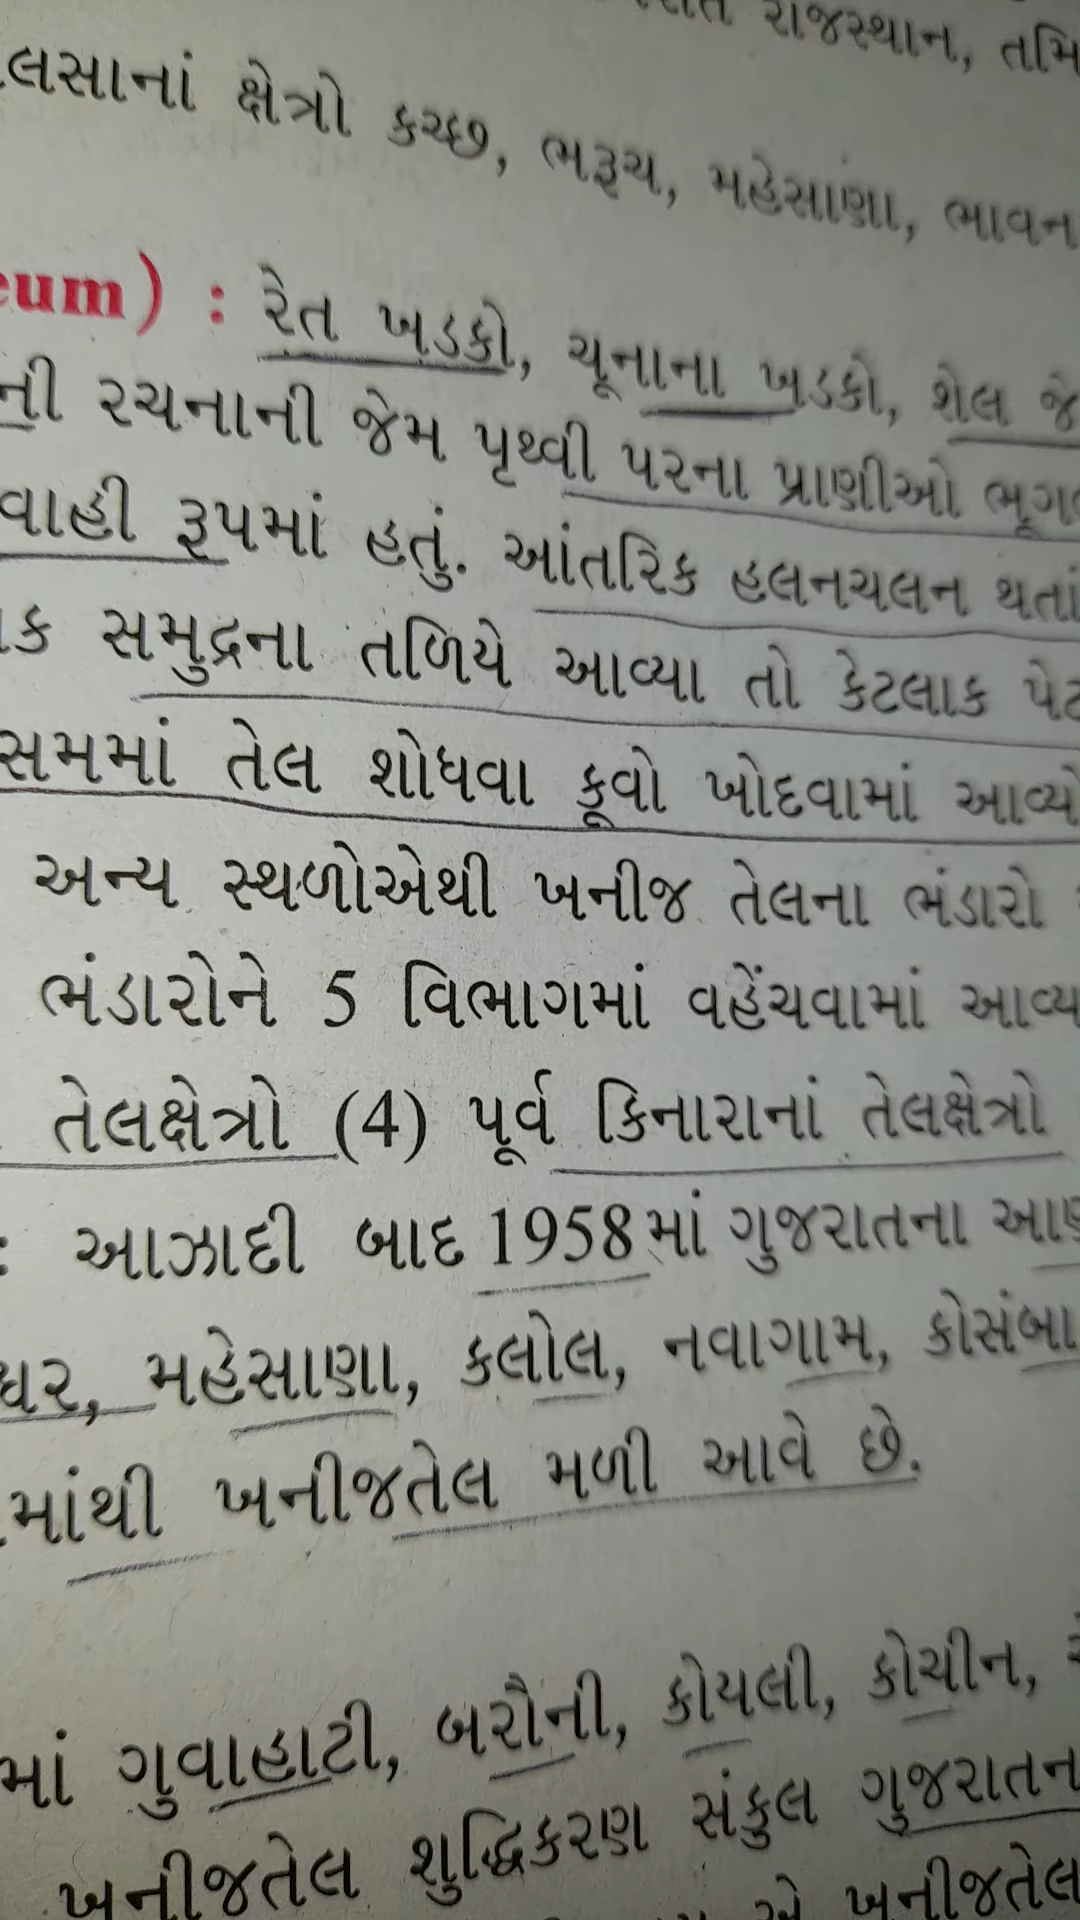 રાજસ્થાન, તમિ
લસાનાં ક્ષેત્રો કચ્છ, ભરૂચ, મહેસાણા, ભાવન
eum) : રેત ખડકો, ચૂનાના ખડકો, શેલ જે
ની રચનાની જેમ પૃથ્વી પરના પ્રાણીઓ ભૂગ
વાહી રૂપમાં હતું. આંતરિક હલનચલન થતાં
ક સમુદ્રના તળિયે આવ્યા તો કેટલાક પેટ
સમમાં તેલ શોધવા કૂવો ખોદવામાં આવ્યો
અન્ય સ્થળોએથી ખનીજ તેલના ભંડારો
ભંડારોને 5 વિભાગમાં વહેંચવામાં આવ્ય
તેલક્ષેત્રો (4) પૂર્વ કિનારાનાં તેલક્ષેત્રો
: આઝાદી બાદ 1958માં ગુજરાતના આણ
ધર, મહેસાણા, કલોલ, નવાગામ, કોસંબા
માંથી ખનીજતેલ મળી આવે છે.
માં ગુવાહાટી, બરૌની, કોયલી, કોચીન,
ખનીજતેલ શુદ્ધિકરણ સંકુલ ગુજરાતન
એ ખનીજતેલ